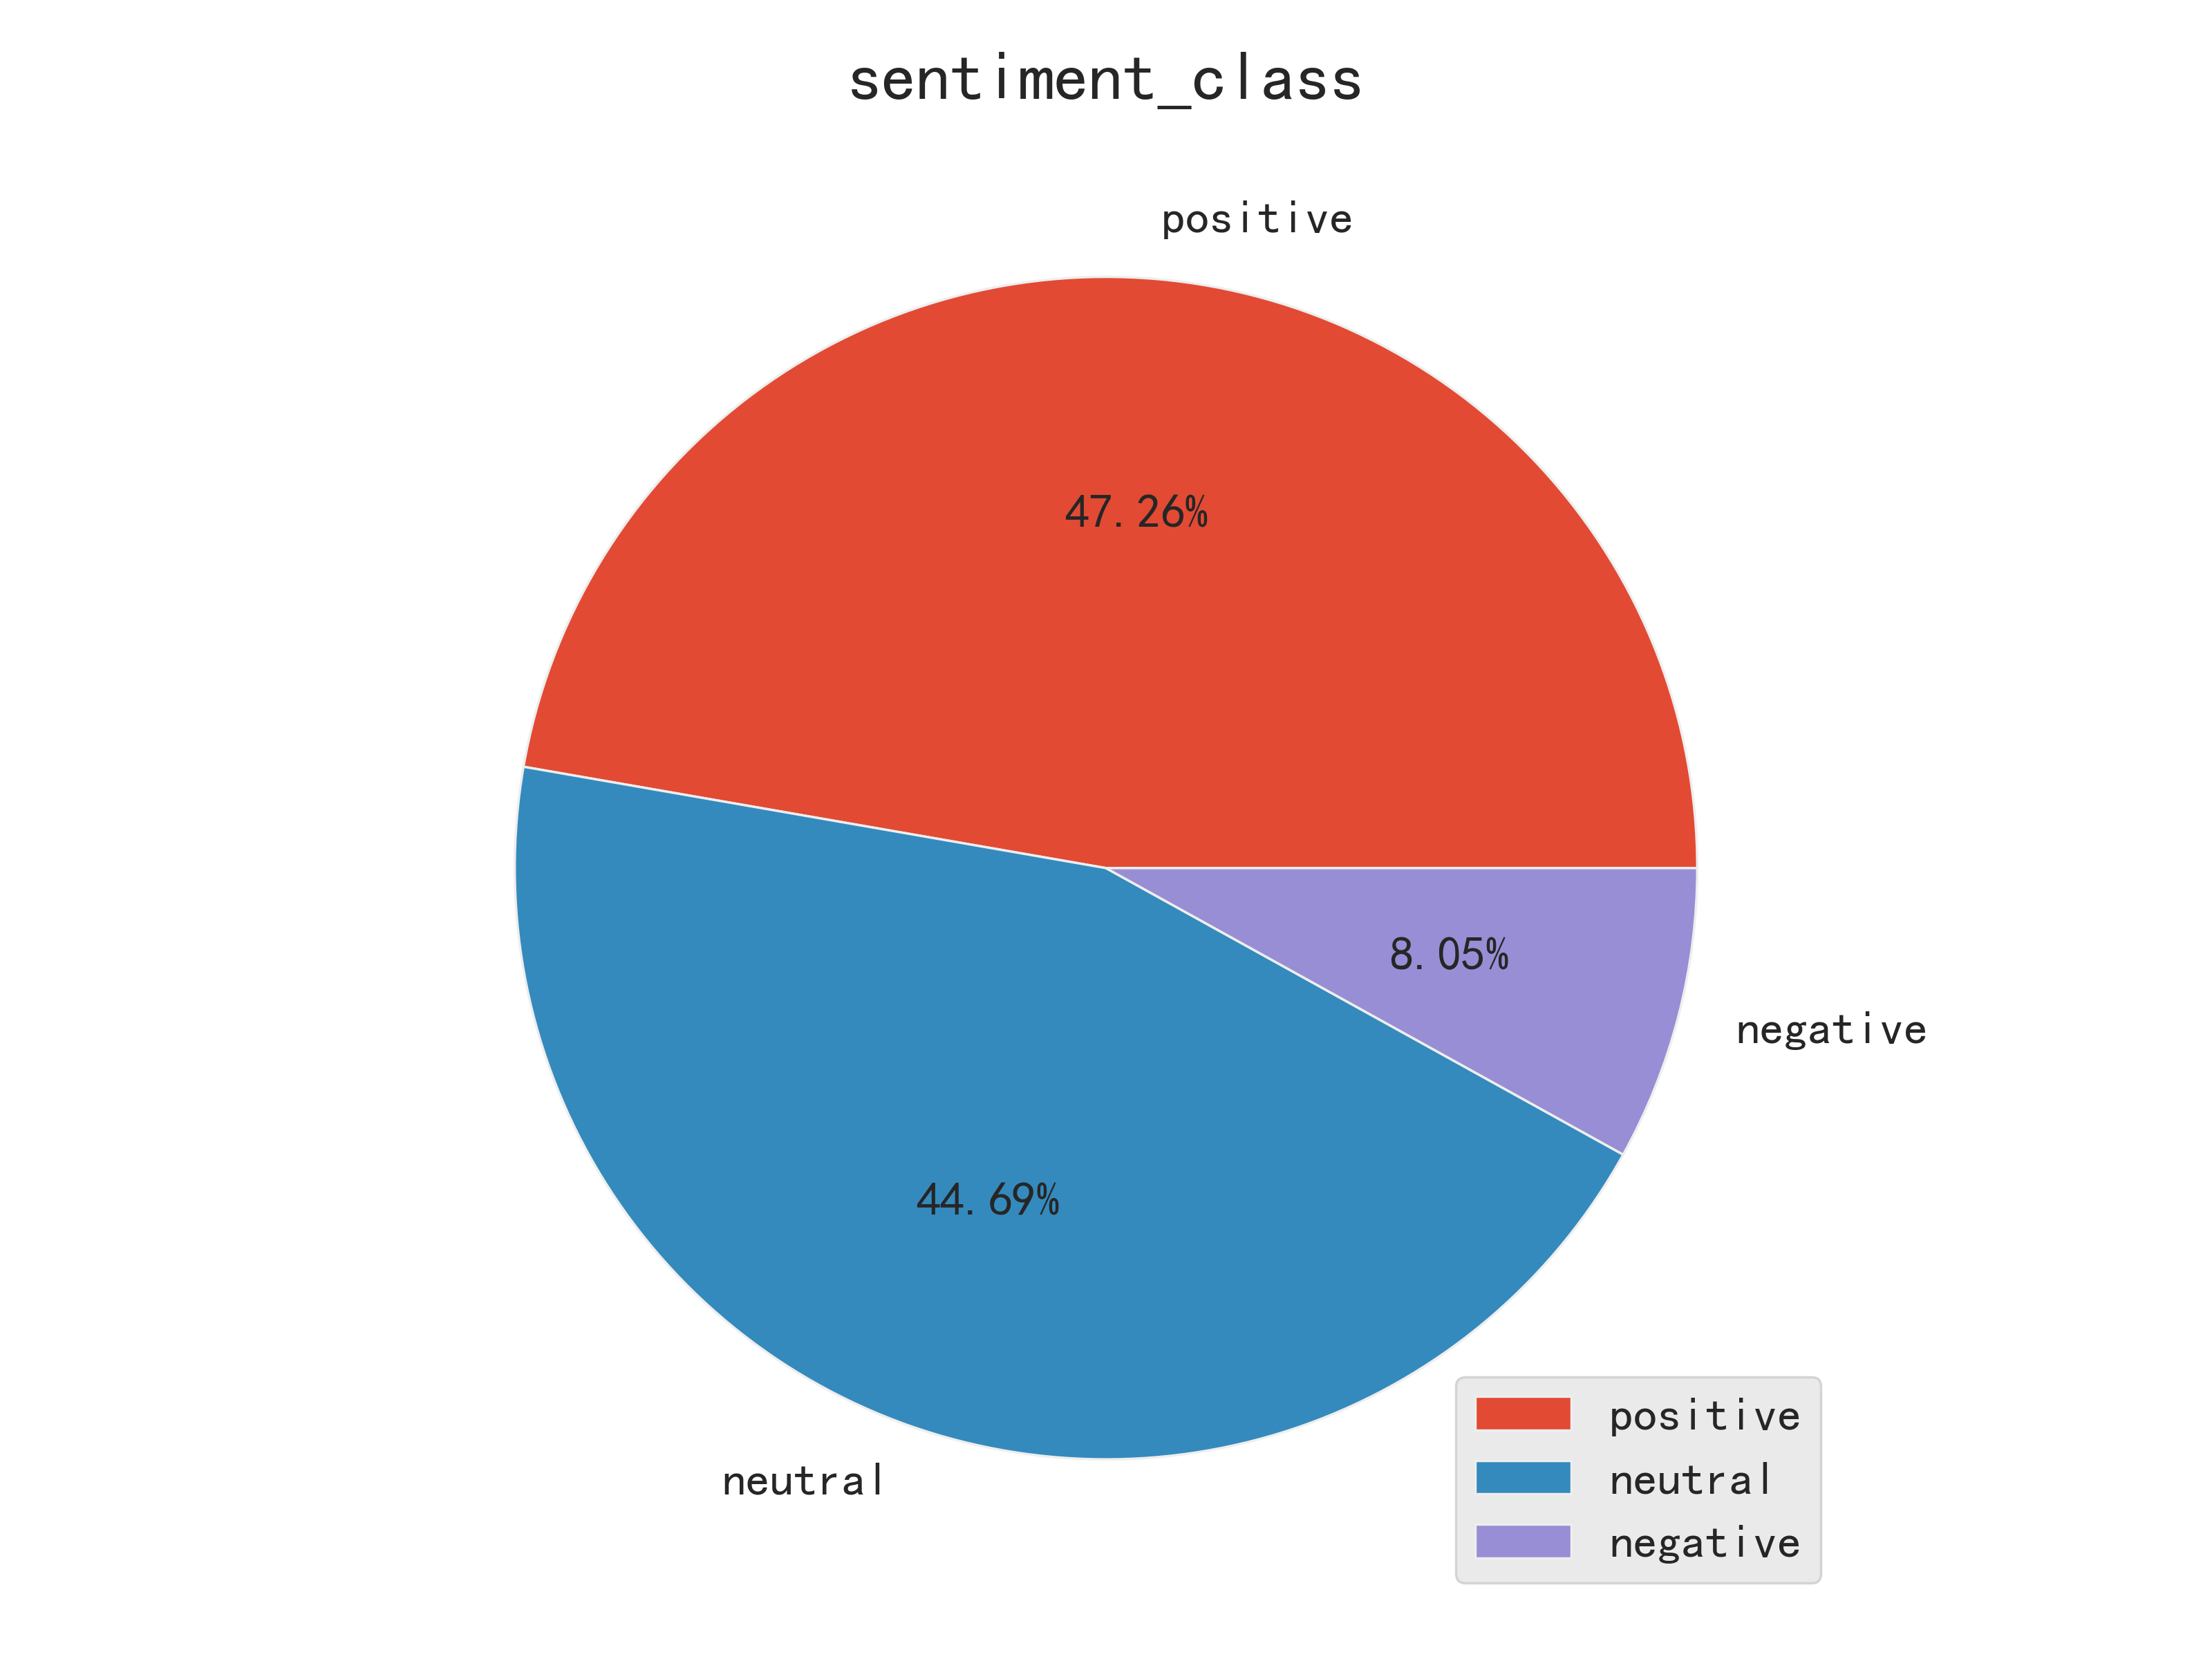 sentiment_class
positive
47.26%
8.05%
negative
44.69%
neutral
positive
neutral
negative